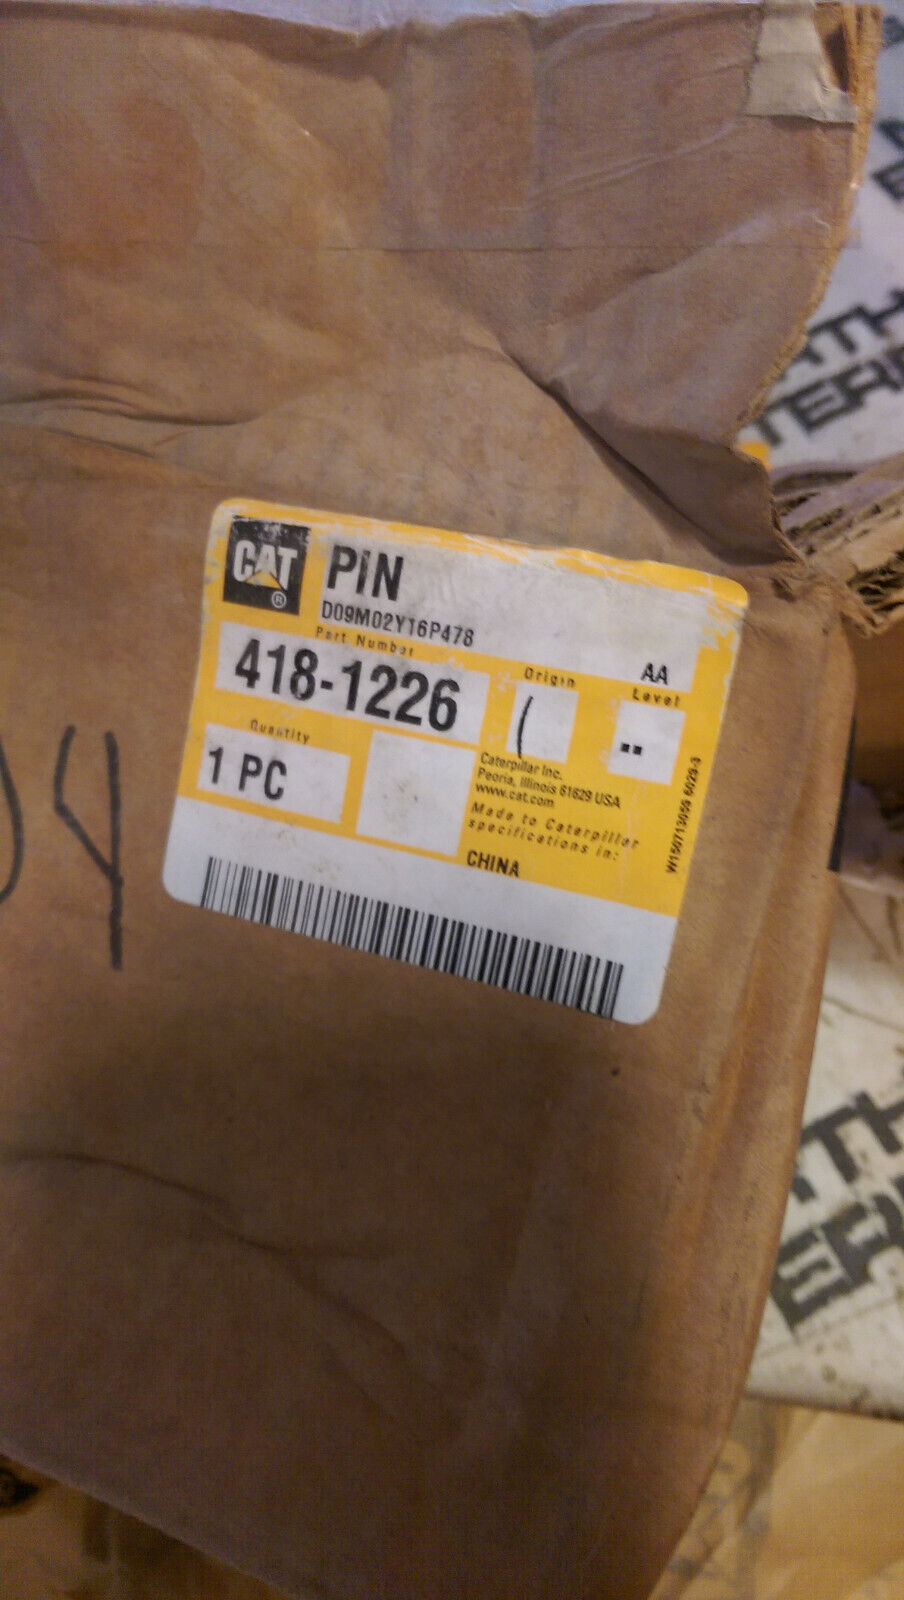 CAT
®
PIN
D09M02Y16P478
Part Number
418-1226
Origin
AA
Level
--
Quantity
1 PC
Caterpillar Inc.
Peoria, Illinois 61629 USA
www.cat.com
Made to Caterpillar
specifications in:
CHINA
04